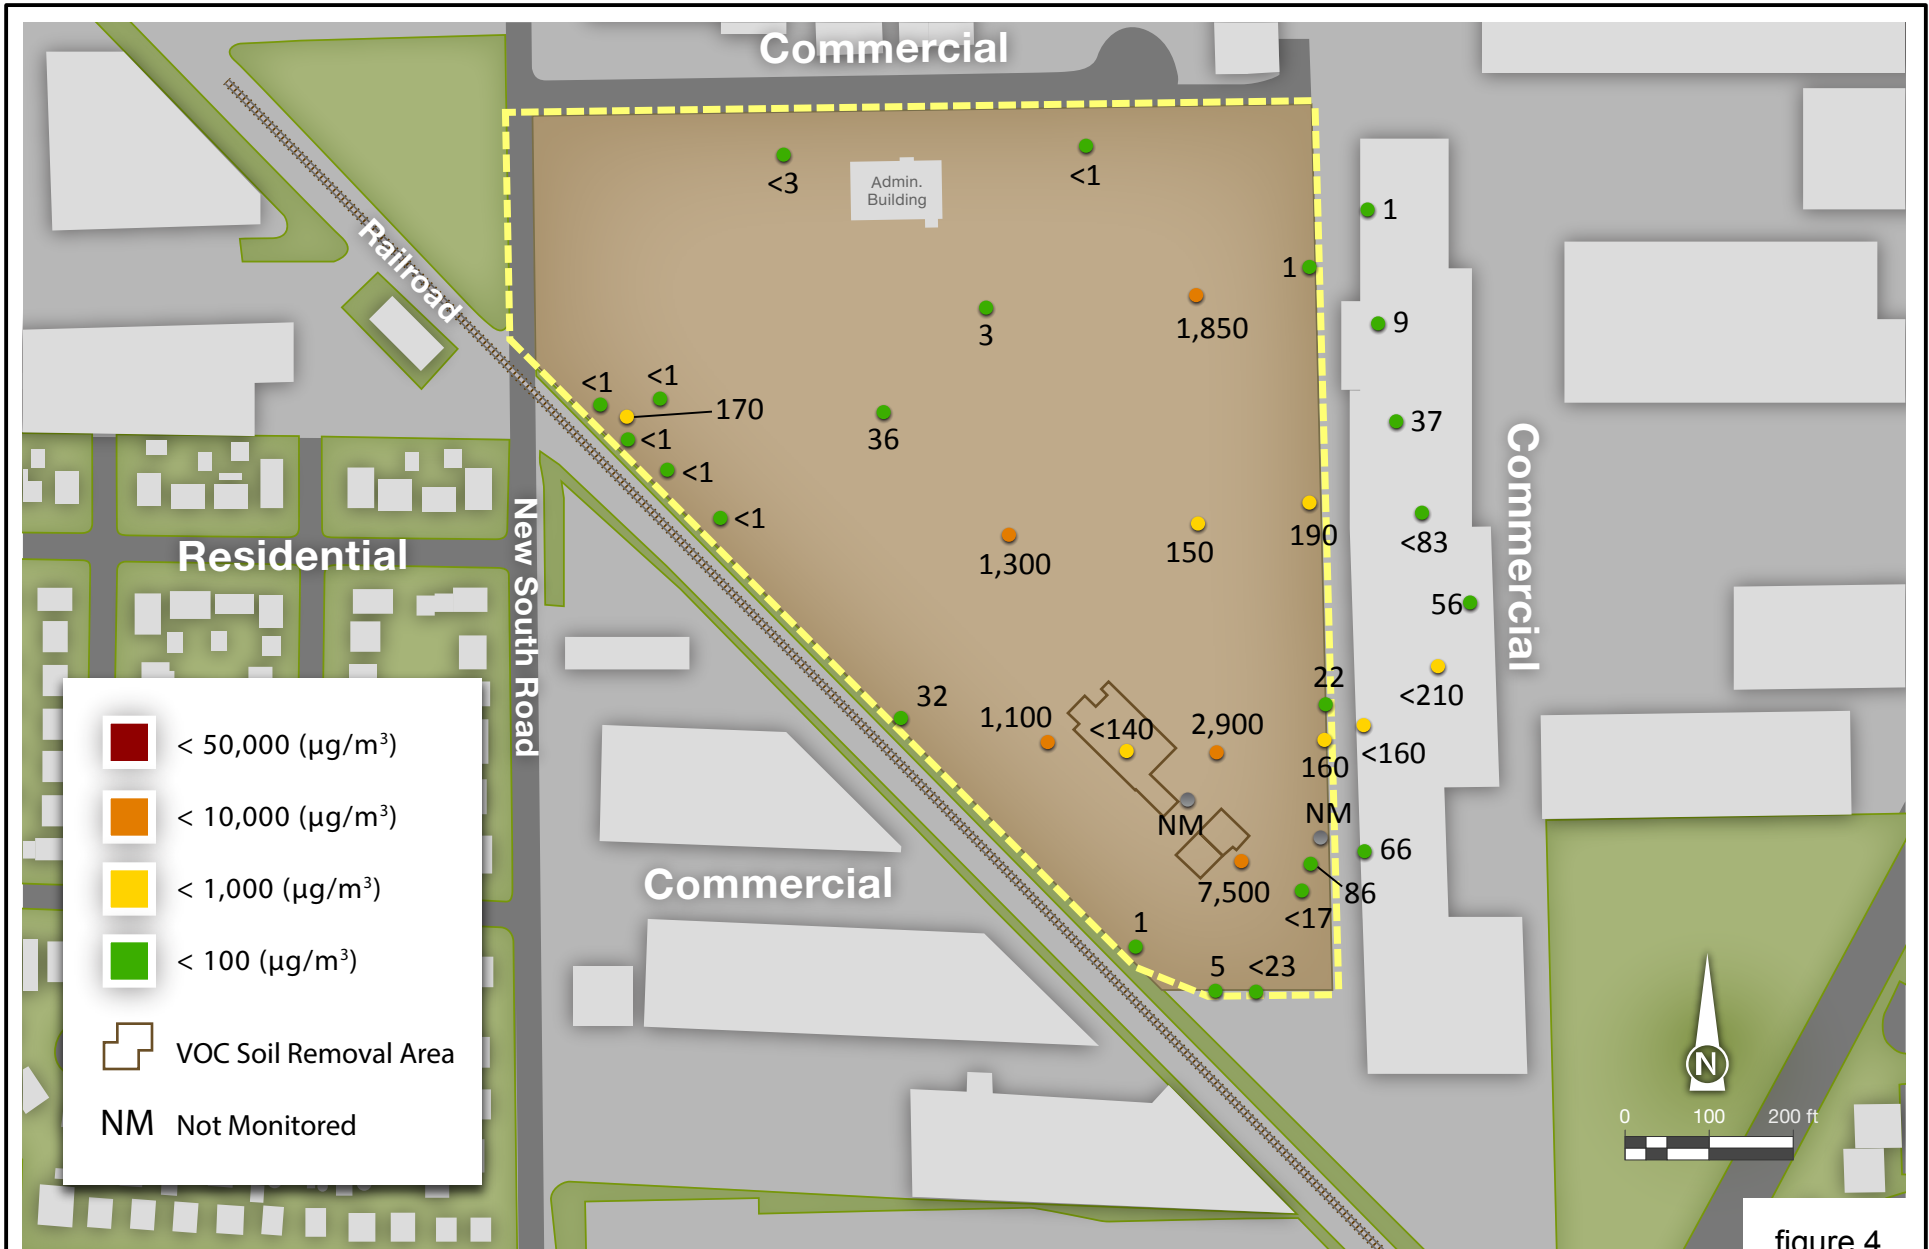 Commercial
<3
<1
Admin.
Building
1
1
Railroad
3
1,850
9
<1
<1
170
36
37
<1
<1
<1
Commercial
New South Road
Residential
1,300
150
190
<83
56
<210
22
32
1,100
<140
2,900
160
<160
NM
NM
66
7,500
86
<17
Commercial
1
5
<23
< 50,000 (µg/m³)
< 10,000 (µg/m³)
< 1,000 (µg/m³)
< 100 (µg/m³)
VOC Soil Removal Area
NM Not Monitored
N
0 100 200 ft
figure 4